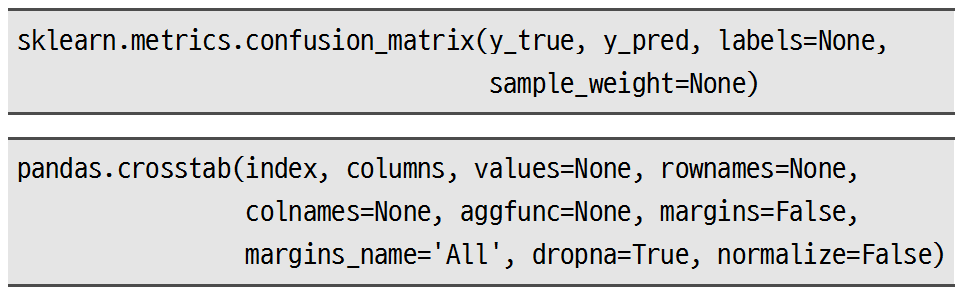 sklearn.metrics.confusion_matrix(y_true, y_pred, labels=None,
sample_weight=None)
pandas.crosstab(index, columns, values=None, rownames=None,
colnames=None, aggfunc=None, margins=False,
margins_name='All', dropna=True, normalize=False)